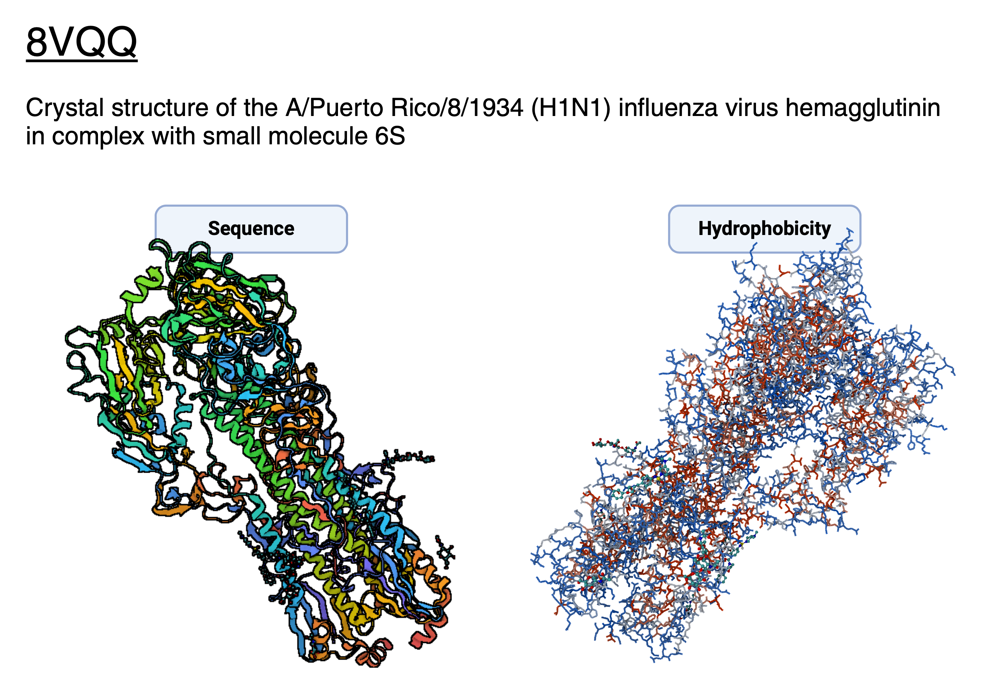 8VQQ
Crystal structure of the A/Puerto Rico/8/1934 (H1N1) influenza virus hemagglutinin
in complex with small molecule 6S
Sequence
Hydrophobicity